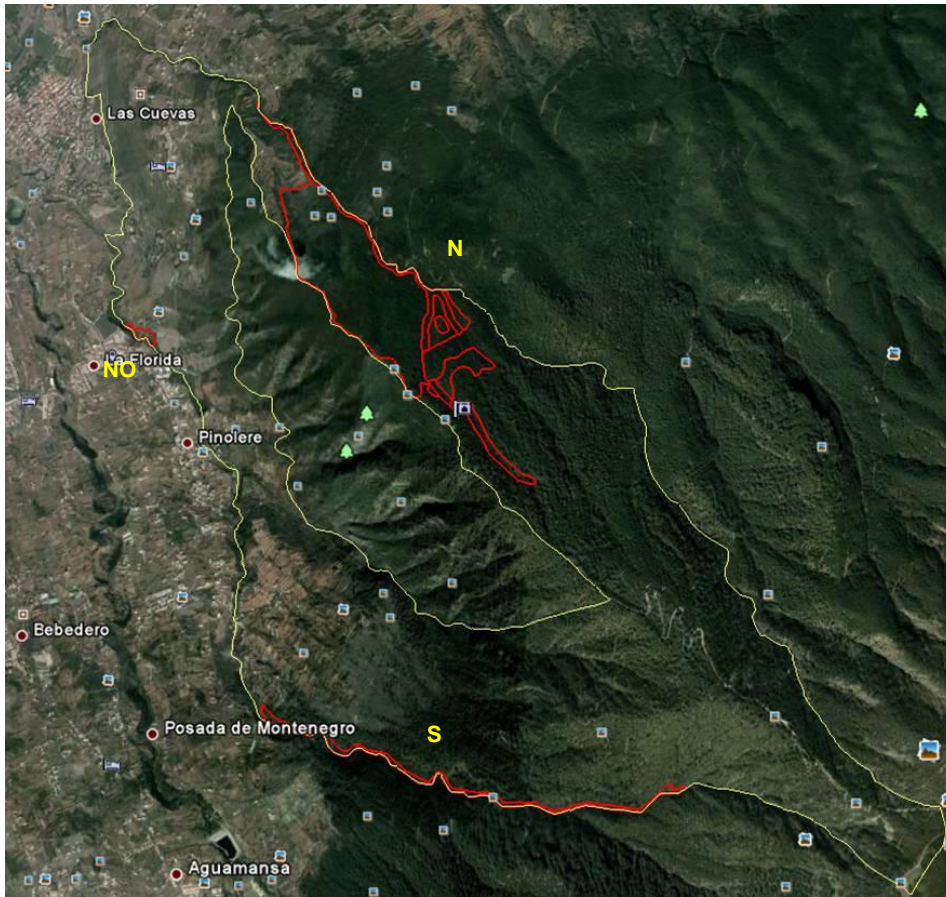 Las Cuevas
N
La Florida
NO
Pinolere
Bebedero
Posada de Montenegro
S
Aguamansa